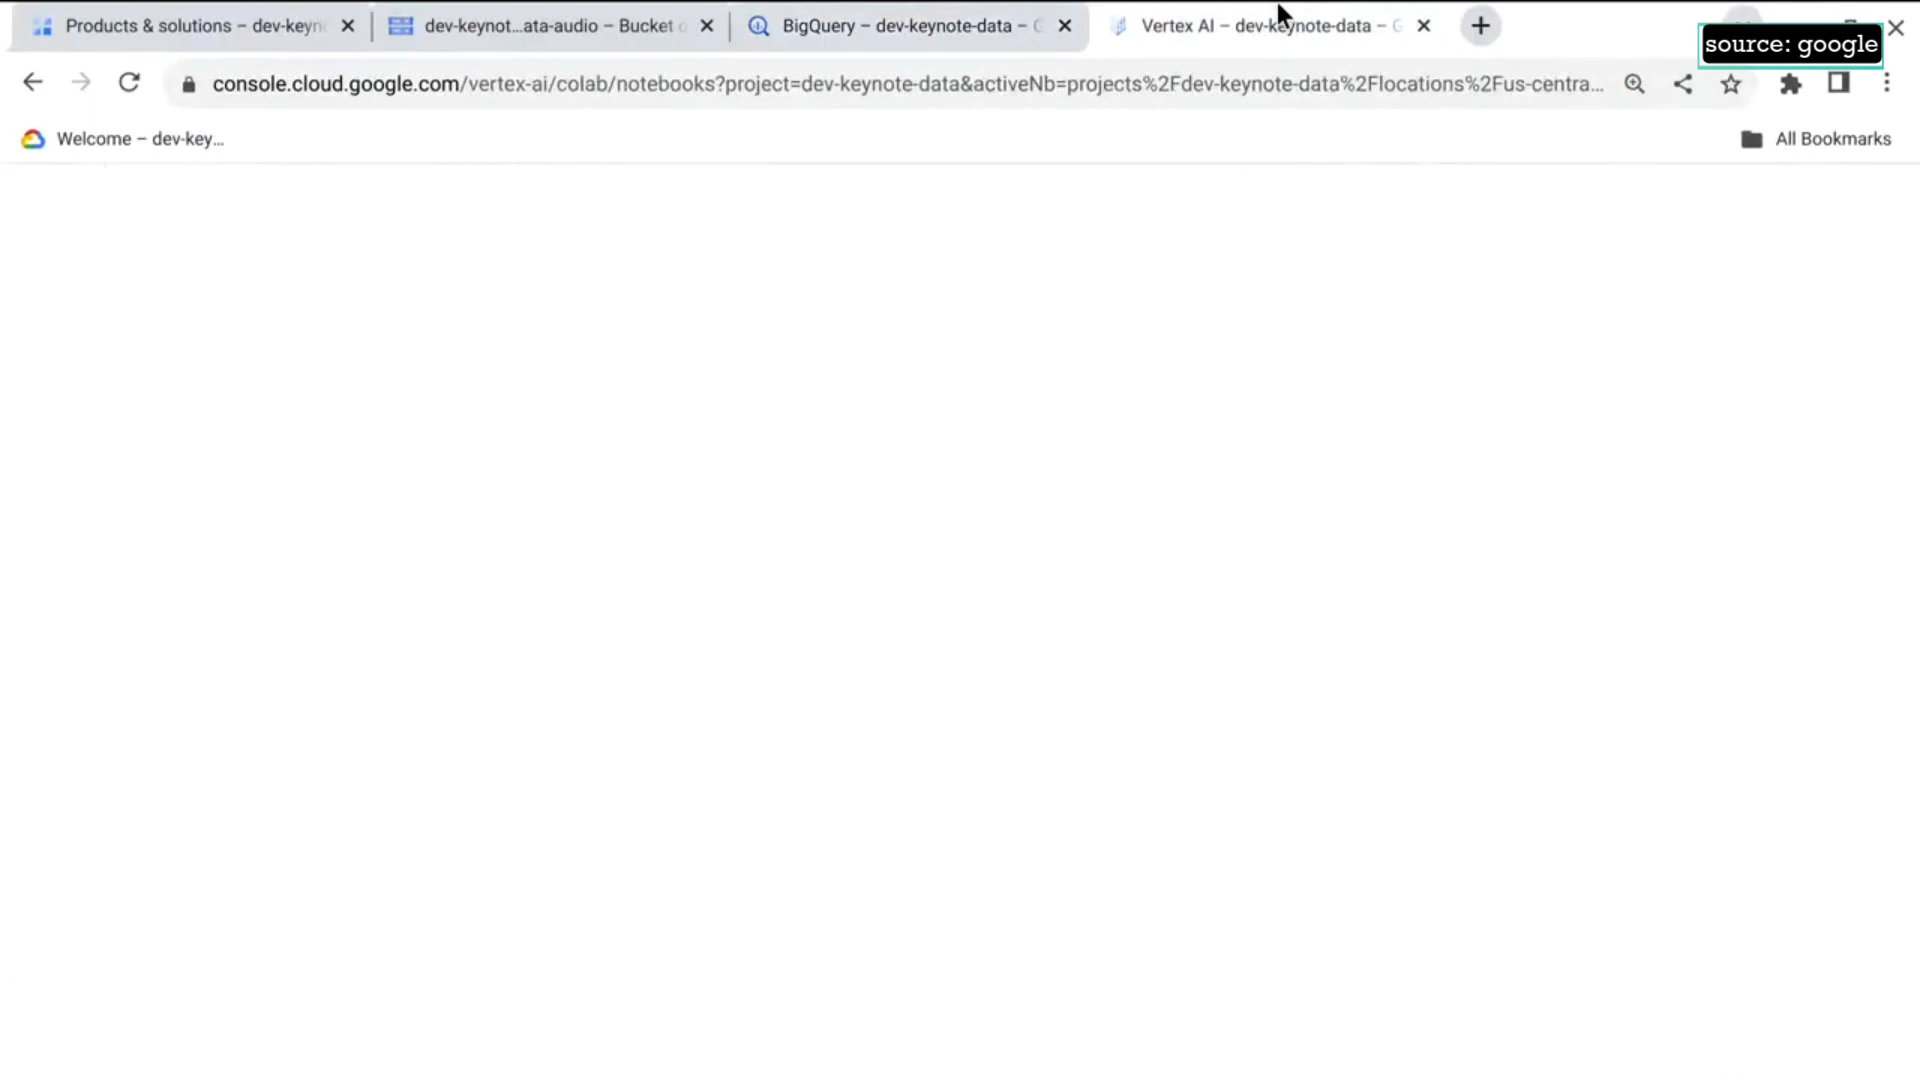 Products & solutions – dev-keyn
dev-keynot...ata-audio – Bucket
BigQuery – dev-keynote-data –
Vertex AI – dev-keynote-data –
source: google
console.cloud.google.com/vertex-ai/colab/notebooks?project=dev-keynote-data&activeNb=projects%2Fdev-keynote-data%2Flocations%2Fus-centra...
Welcome – dev-key...
All Bookmarks